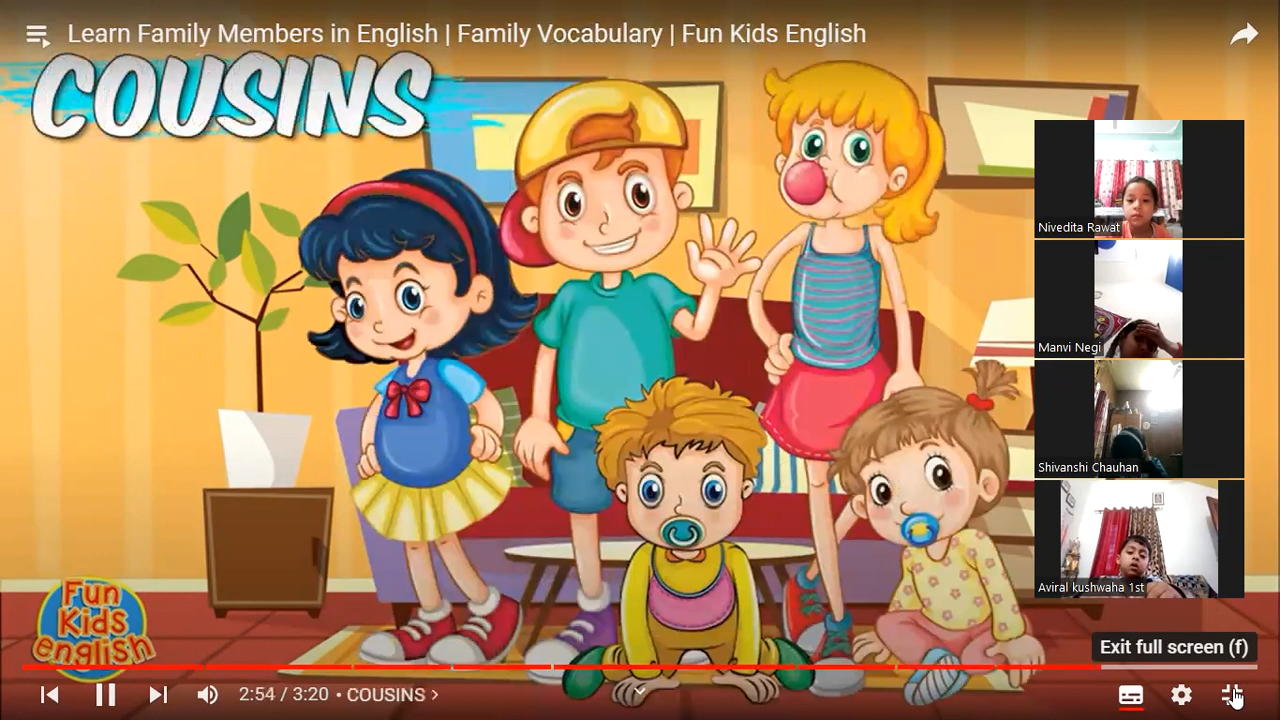 Learn Family Members in English | Family Vocabulary | Fun Kids English
COUSINS
Nivedita Rawat
Manvi Negi
Shivanshi Chauhan
Aviral kushwaha 1st
Fun
Kids
english
Exit full screen (f)
2:54 / 3:20 • COUSINS >